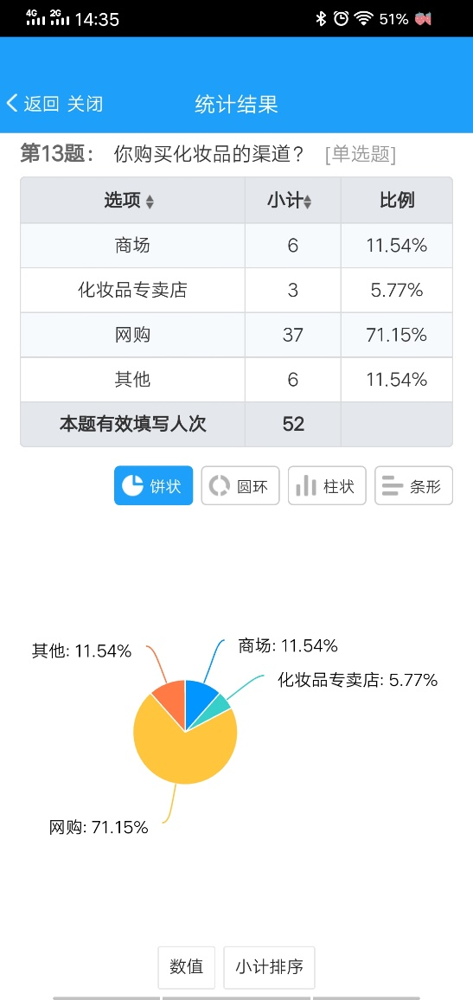 4G 2G 14:35 51%
返回 关闭 统计结果
第13题： 你购买化妆品的渠道？ [单选题]
选项 小计 比例
商场 6 11.54%
化妆品专卖店 3 5.77%
网购 37 71.15%
其他 6 11.54%
本题有效填写人次 52
饼状 圆环 柱状 条形
其他: 11.54% 商场: 11.54%
化妆品专卖店: 5.77%
网购: 71.15%
数值 小计排序